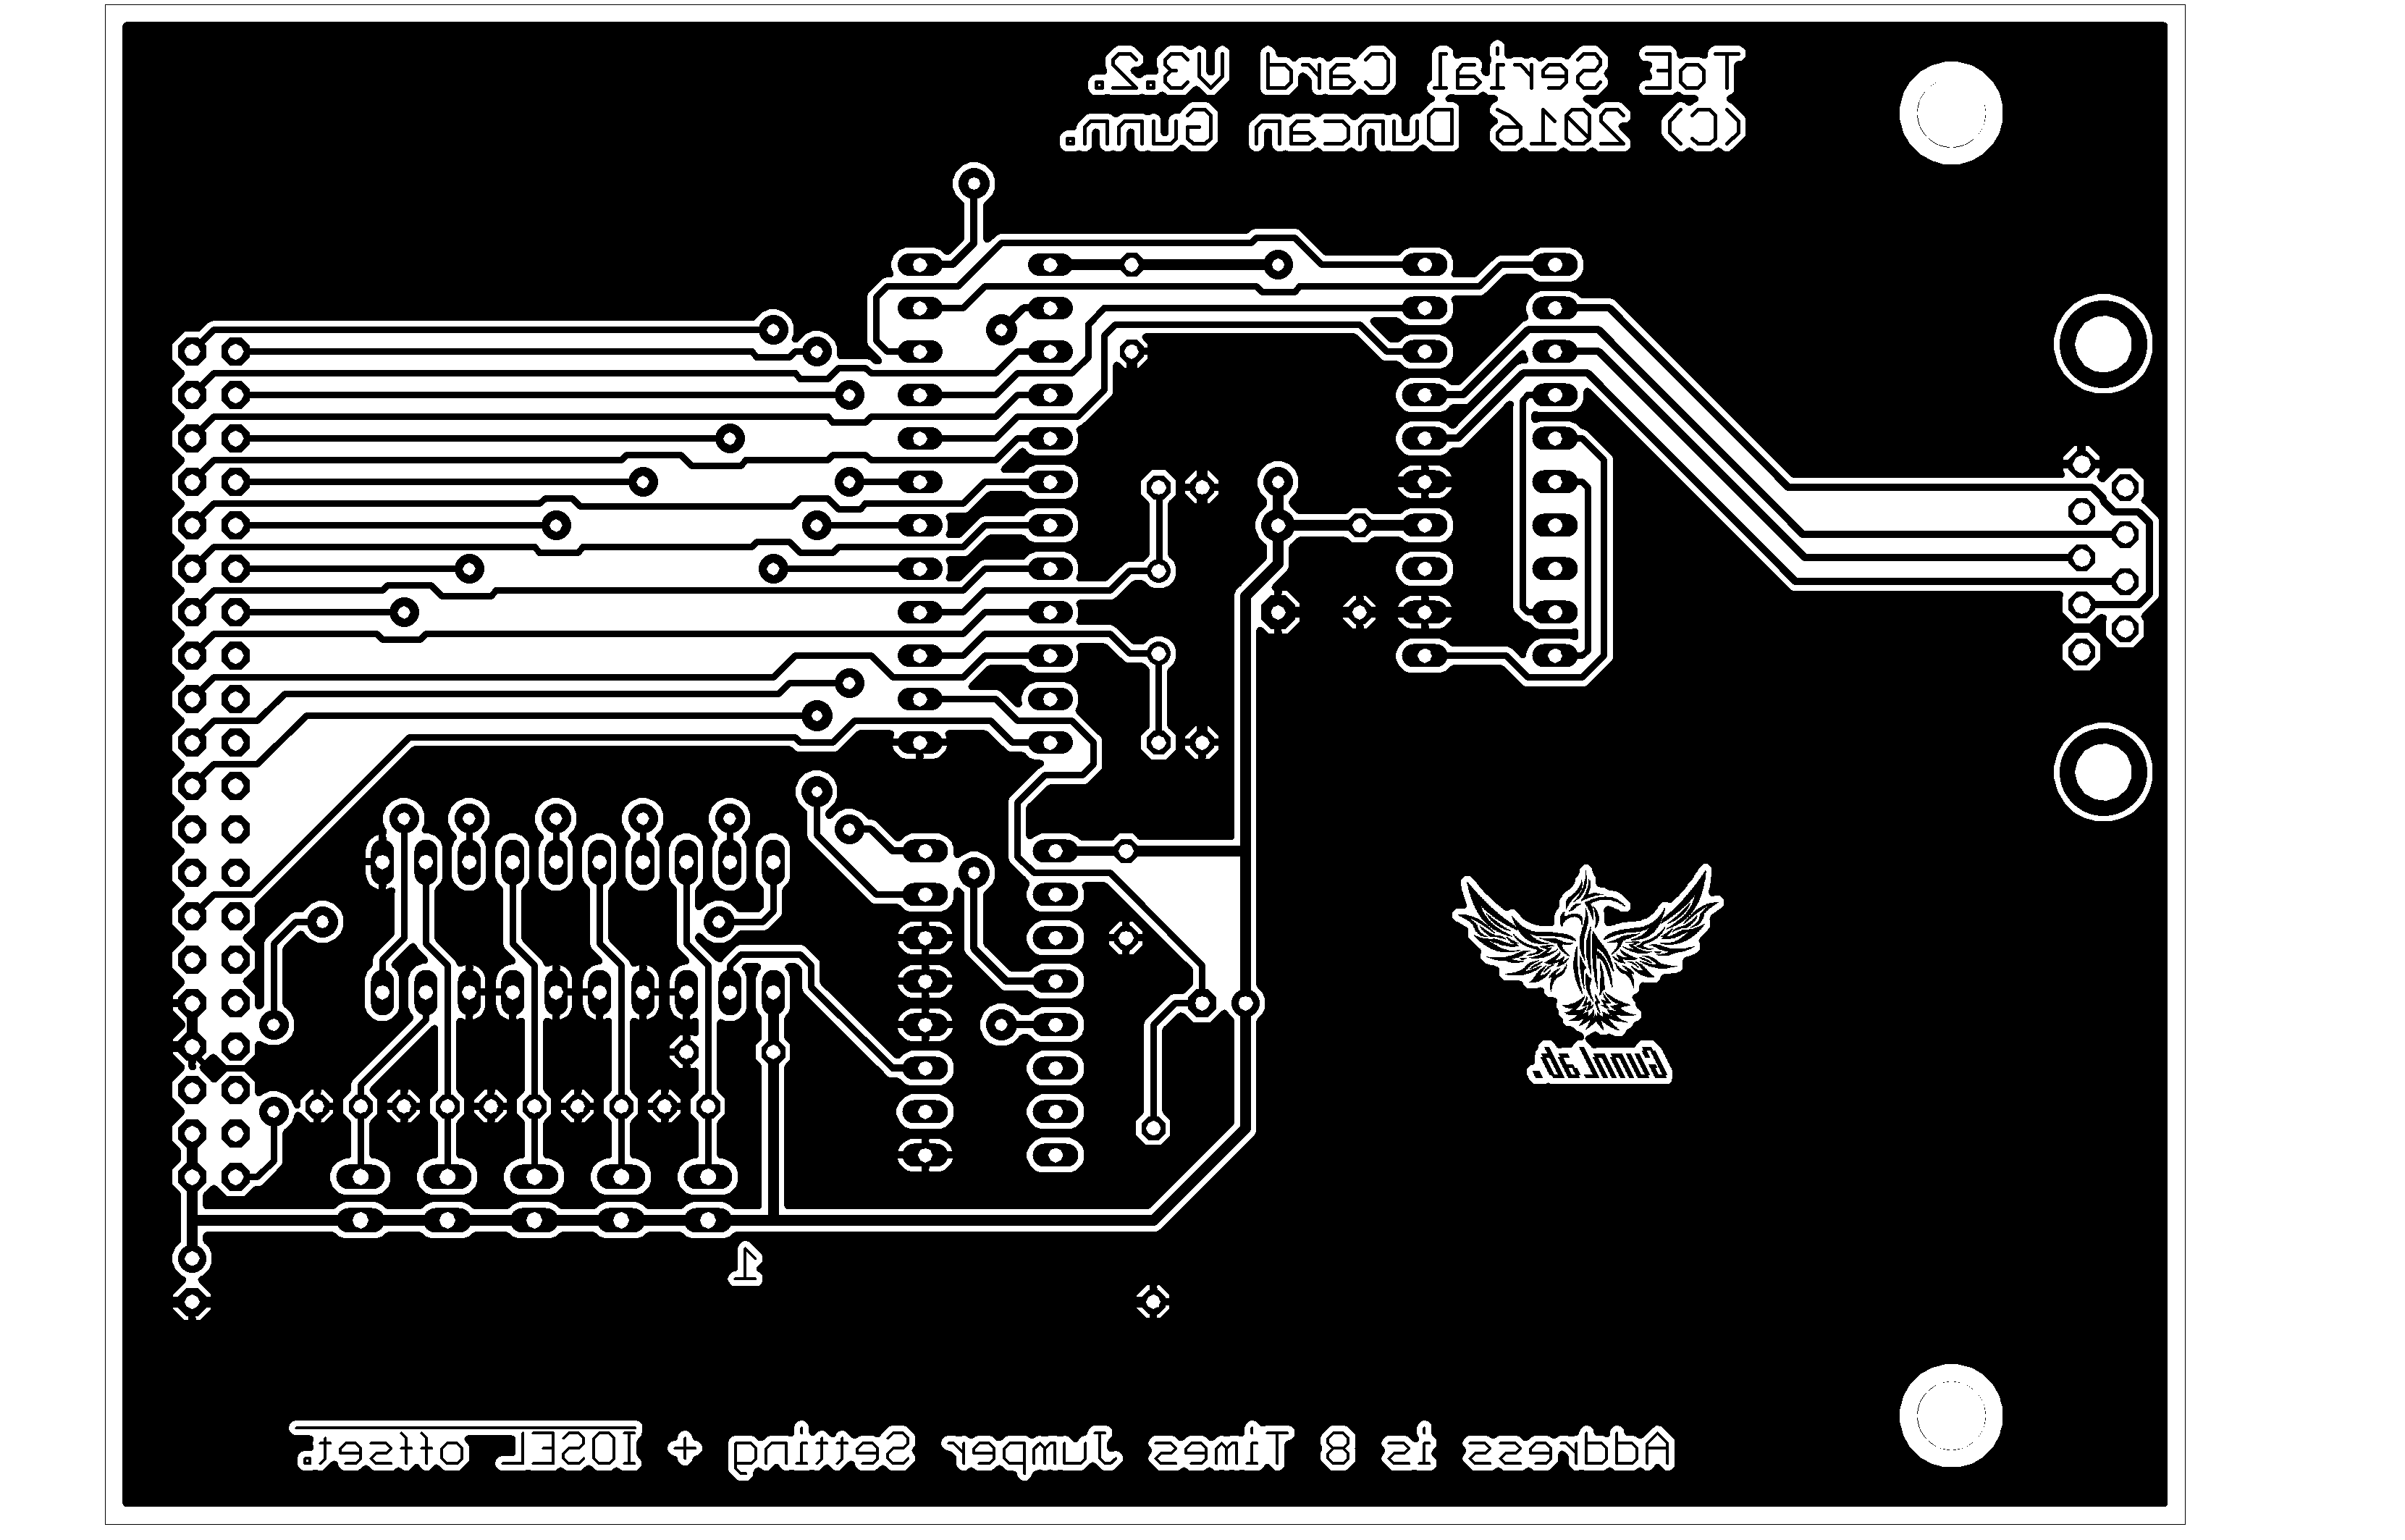 ToE Serial Card V3.2.
(C) 2016 Duncan Gunn.
GunnLab.
1
Address is 8 Times Jumper Setting + IOSEL offset.